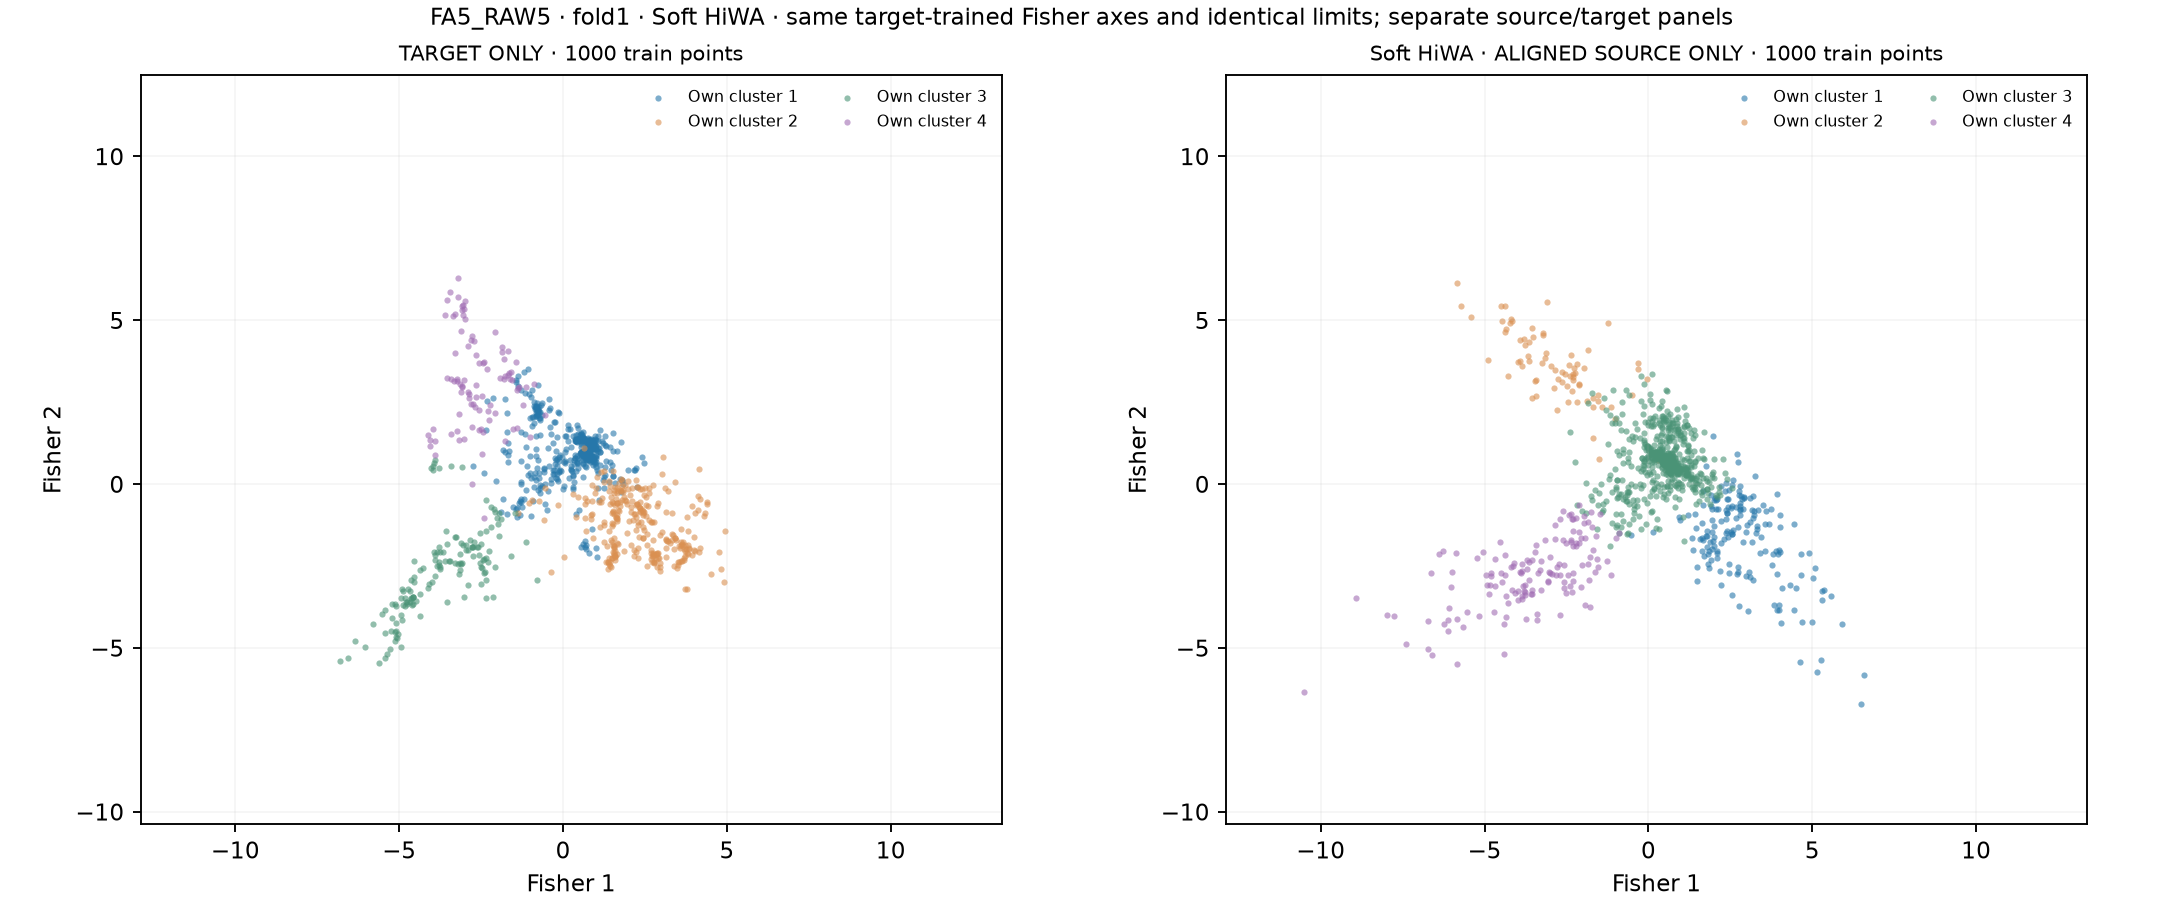 FA5_RAW5 · fold1 · Soft HiWA · same target-trained Fisher axes and identical limits; separate source/target panels
TARGET ONLY · 1000 train points
Own cluster 1
Own cluster 2
Own cluster 3
Own cluster 4
10
5
0
−5
−10
Fisher 2
−10
−5
0
5
10
Fisher 1
Soft HiWA · ALIGNED SOURCE ONLY · 1000 train points
Own cluster 1
Own cluster 2
Own cluster 3
Own cluster 4
10
5
0
−5
−10
Fisher 2
−10
−5
0
5
10
Fisher 1